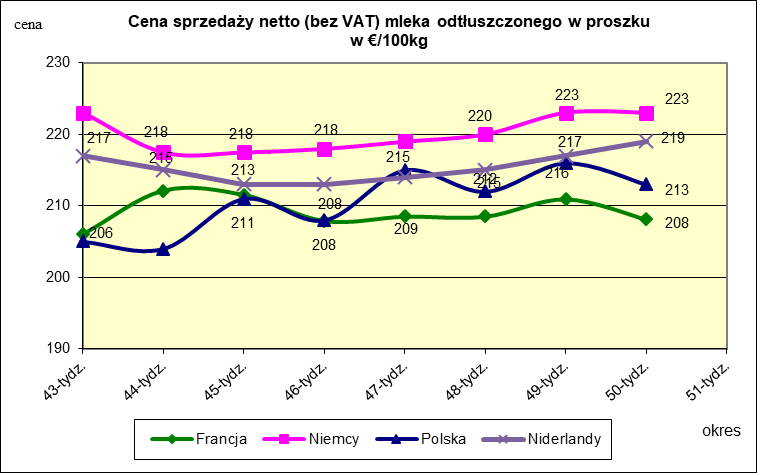 Cena sprzedaży netto (bez VAT) mleka odtłuszczonego w proszku
w €/100kg
cena
230
220
210
200
190
223
223
220
218
218
218
217
215
213
215
217
219
212
215
216
213
206
211
208
208
209
208
43-tydz.
44-tydz.
45-tydz.
46-tydz.
47-tydz.
48-tydz.
49-tydz.
50-tydz.
51-tydz.
okres
Francja
Niemcy
Polska
Niderlandy